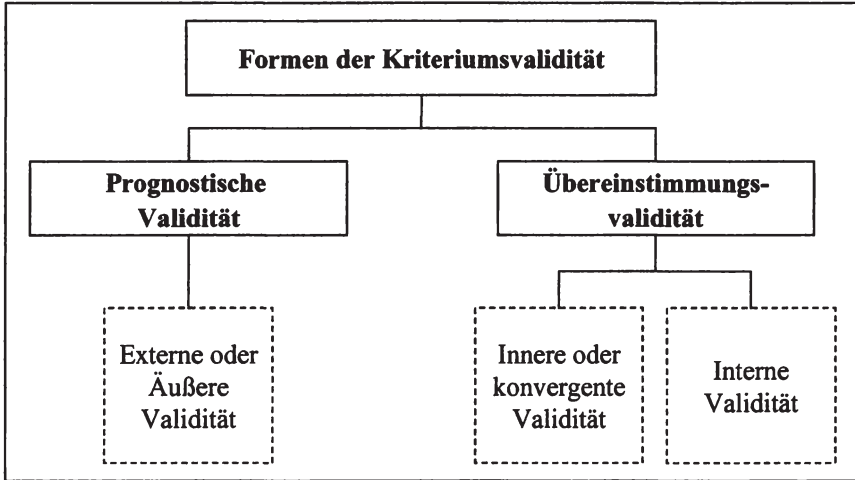 Formen der Kriteriumsvalidität
Prognostische
Validität
Übereinstimmungs-
validität
Externe oder
Äußere
Validität
Innere oder
konvergente
Validität
Interne
Validität